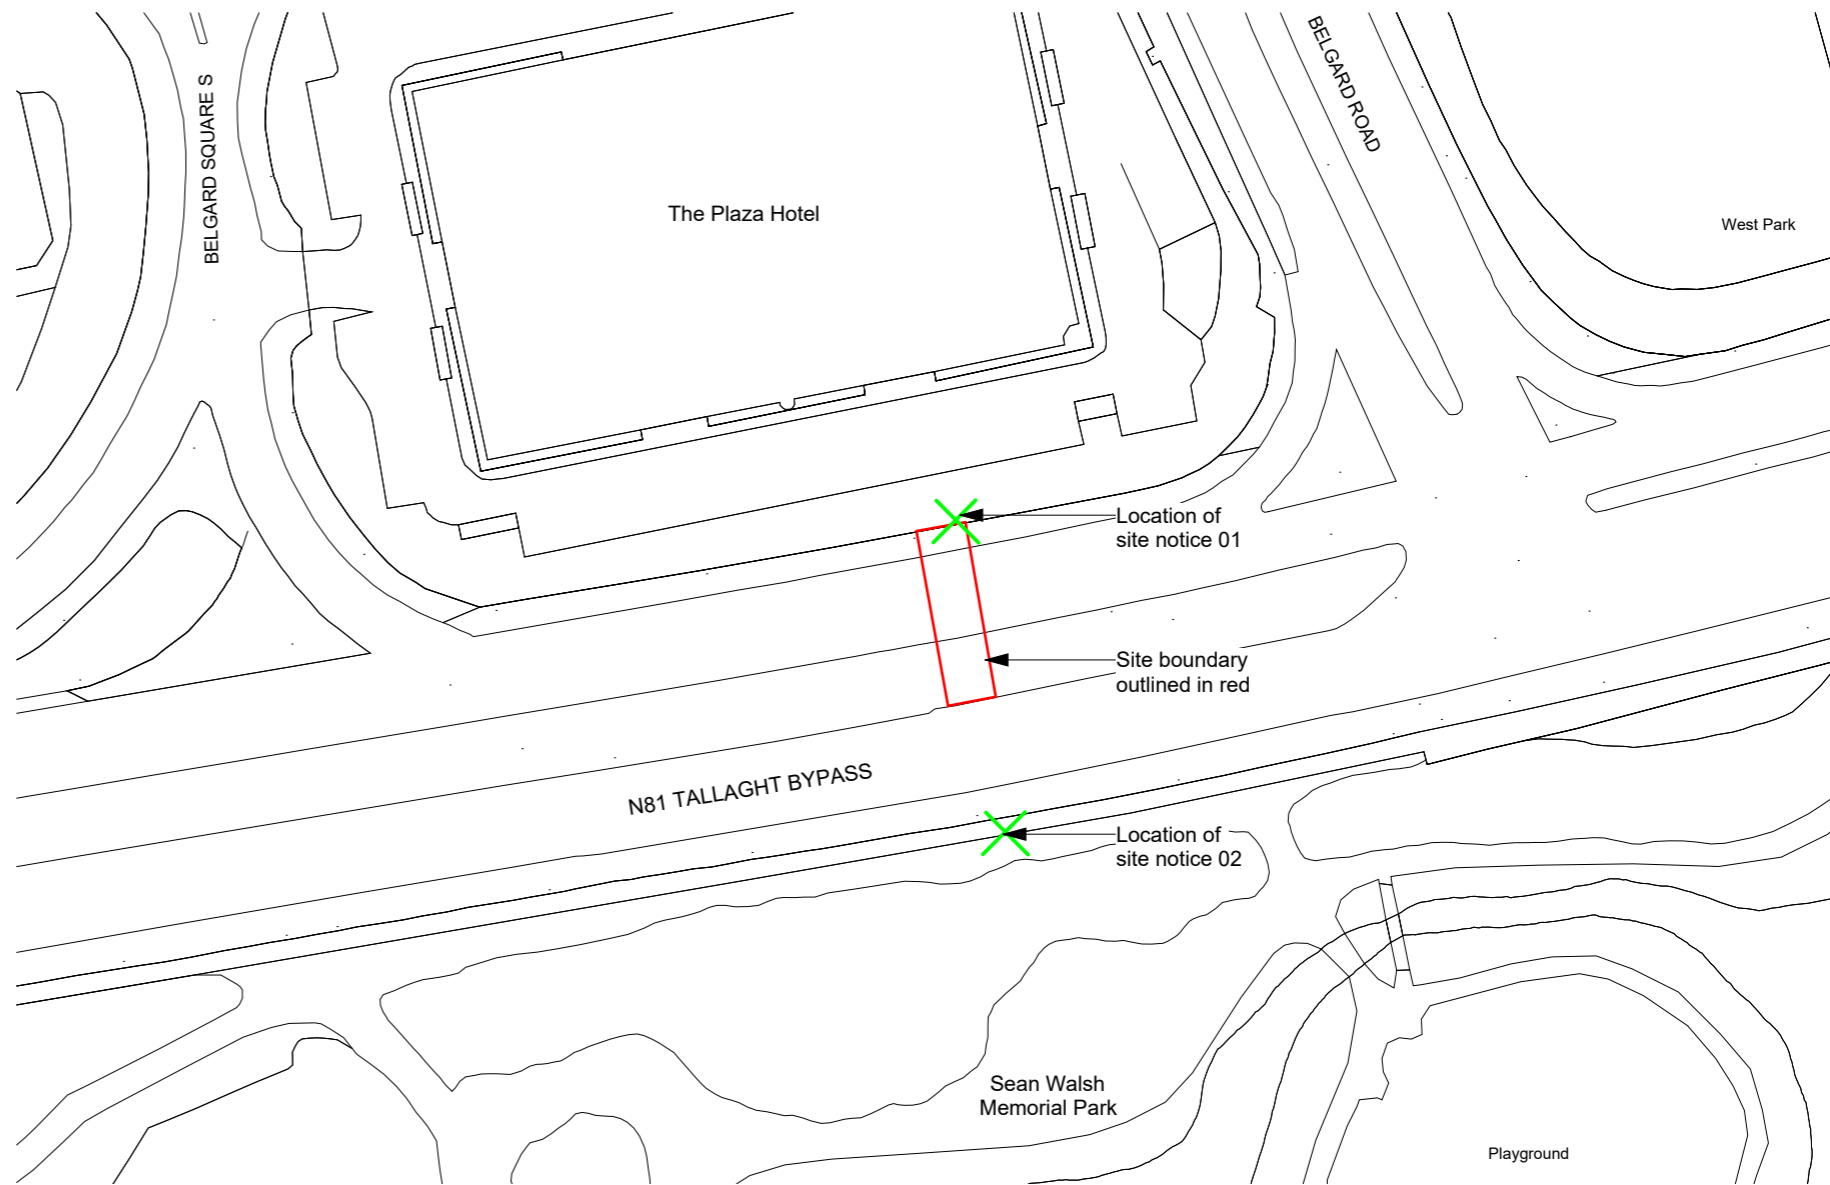 BELGARD SQUARE S
BELGARD ROAD
The Plaza Hotel
West Park
Location of
site notice 01
Site boundary
outlined in red
N81 TALLAGHT BYPASS
Location of
site notice 02
Sean Walsh
Memorial Park
Playground